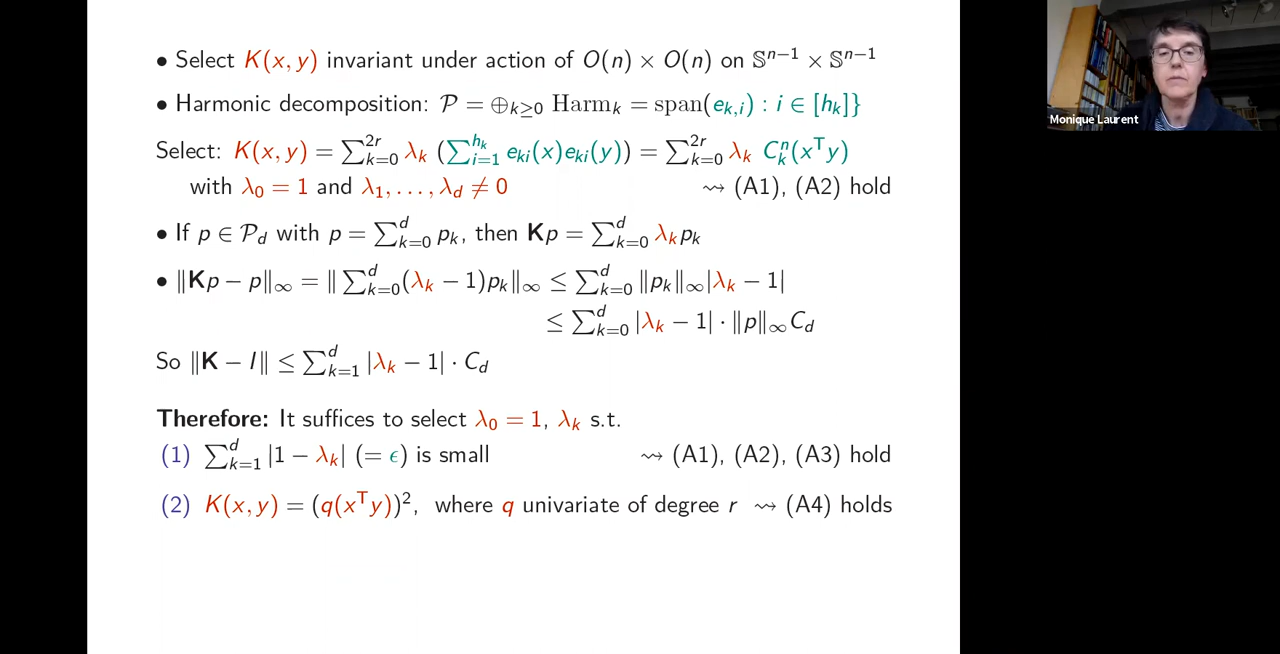 • Select K(x, y) invariant under action of O(n) × O(n) on 𝕊ⁿ⁻¹ × 𝕊ⁿ⁻¹
• Harmonic decomposition: 𝒫 = ⊕_{k≥0} Harm_k = span(e_{k,i}) : i ∈ [h_k]}
Select: K(x, y) = ∑_{k=0}^{2r} λ_k (∑_{i=1}^{h_k} e_{ki}(x)e_{ki}(y)) = ∑_{k=0}^{2r} λ_k C_k^n(x^T y)
with λ_0 = 1 and λ_1, . . . , λ_d ≠ 0 ⇝ (A1), (A2) hold
• If p ∈ 𝒫_d with p = ∑_{k=0}^d p_k, then Kp = ∑_{k=0}^d λ_k p_k
• ‖Kp − p‖_∞ = ‖ ∑_{k=0}^d (λ_k − 1)p_k‖_∞ ≤ ∑_{k=0}^d ‖p_k‖_∞|λ_k − 1|
≤ ∑_{k=0}^d |λ_k − 1| · ‖p‖_∞ C_d
So ‖K − I‖ ≤ ∑_{k=1}^d |λ_k − 1| · C_d
Therefore: It suffices to select λ_0 = 1, λ_k s.t.
(1) ∑_{k=1}^d |1 − λ_k| (= ϵ) is small ⇝ (A1), (A2), (A3) hold
(2) K(x, y) = (q(x^T y))², where q univariate of degree r ⇝ (A4) holds
Monique Laurent